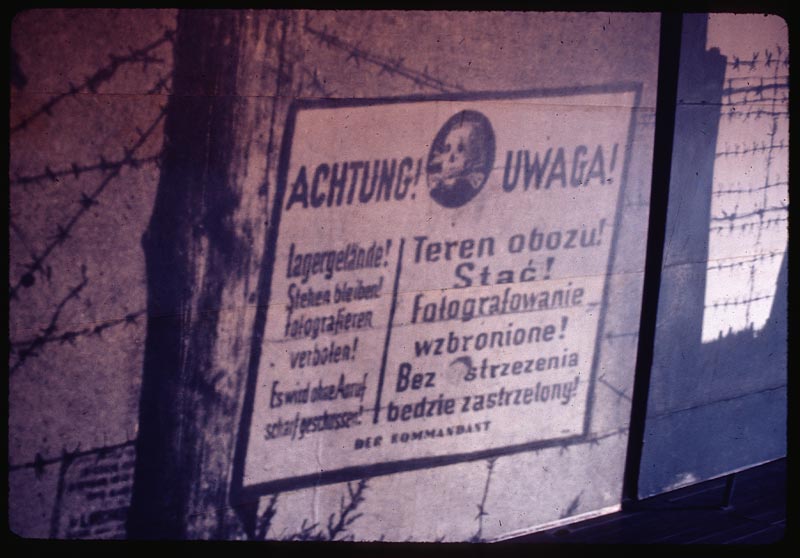 ACHTUNG! UWAGA!
Lagergelände!
Stehen bleiben!
Fotografieren
verboten!
Es wird ohne Anruf
scharf geschossen!
Teren obozu!
Stać!
Fotografowanie
wzbronione!
Bez strzezenia
bedzie zastrzelony!
DER KOMMANDANT